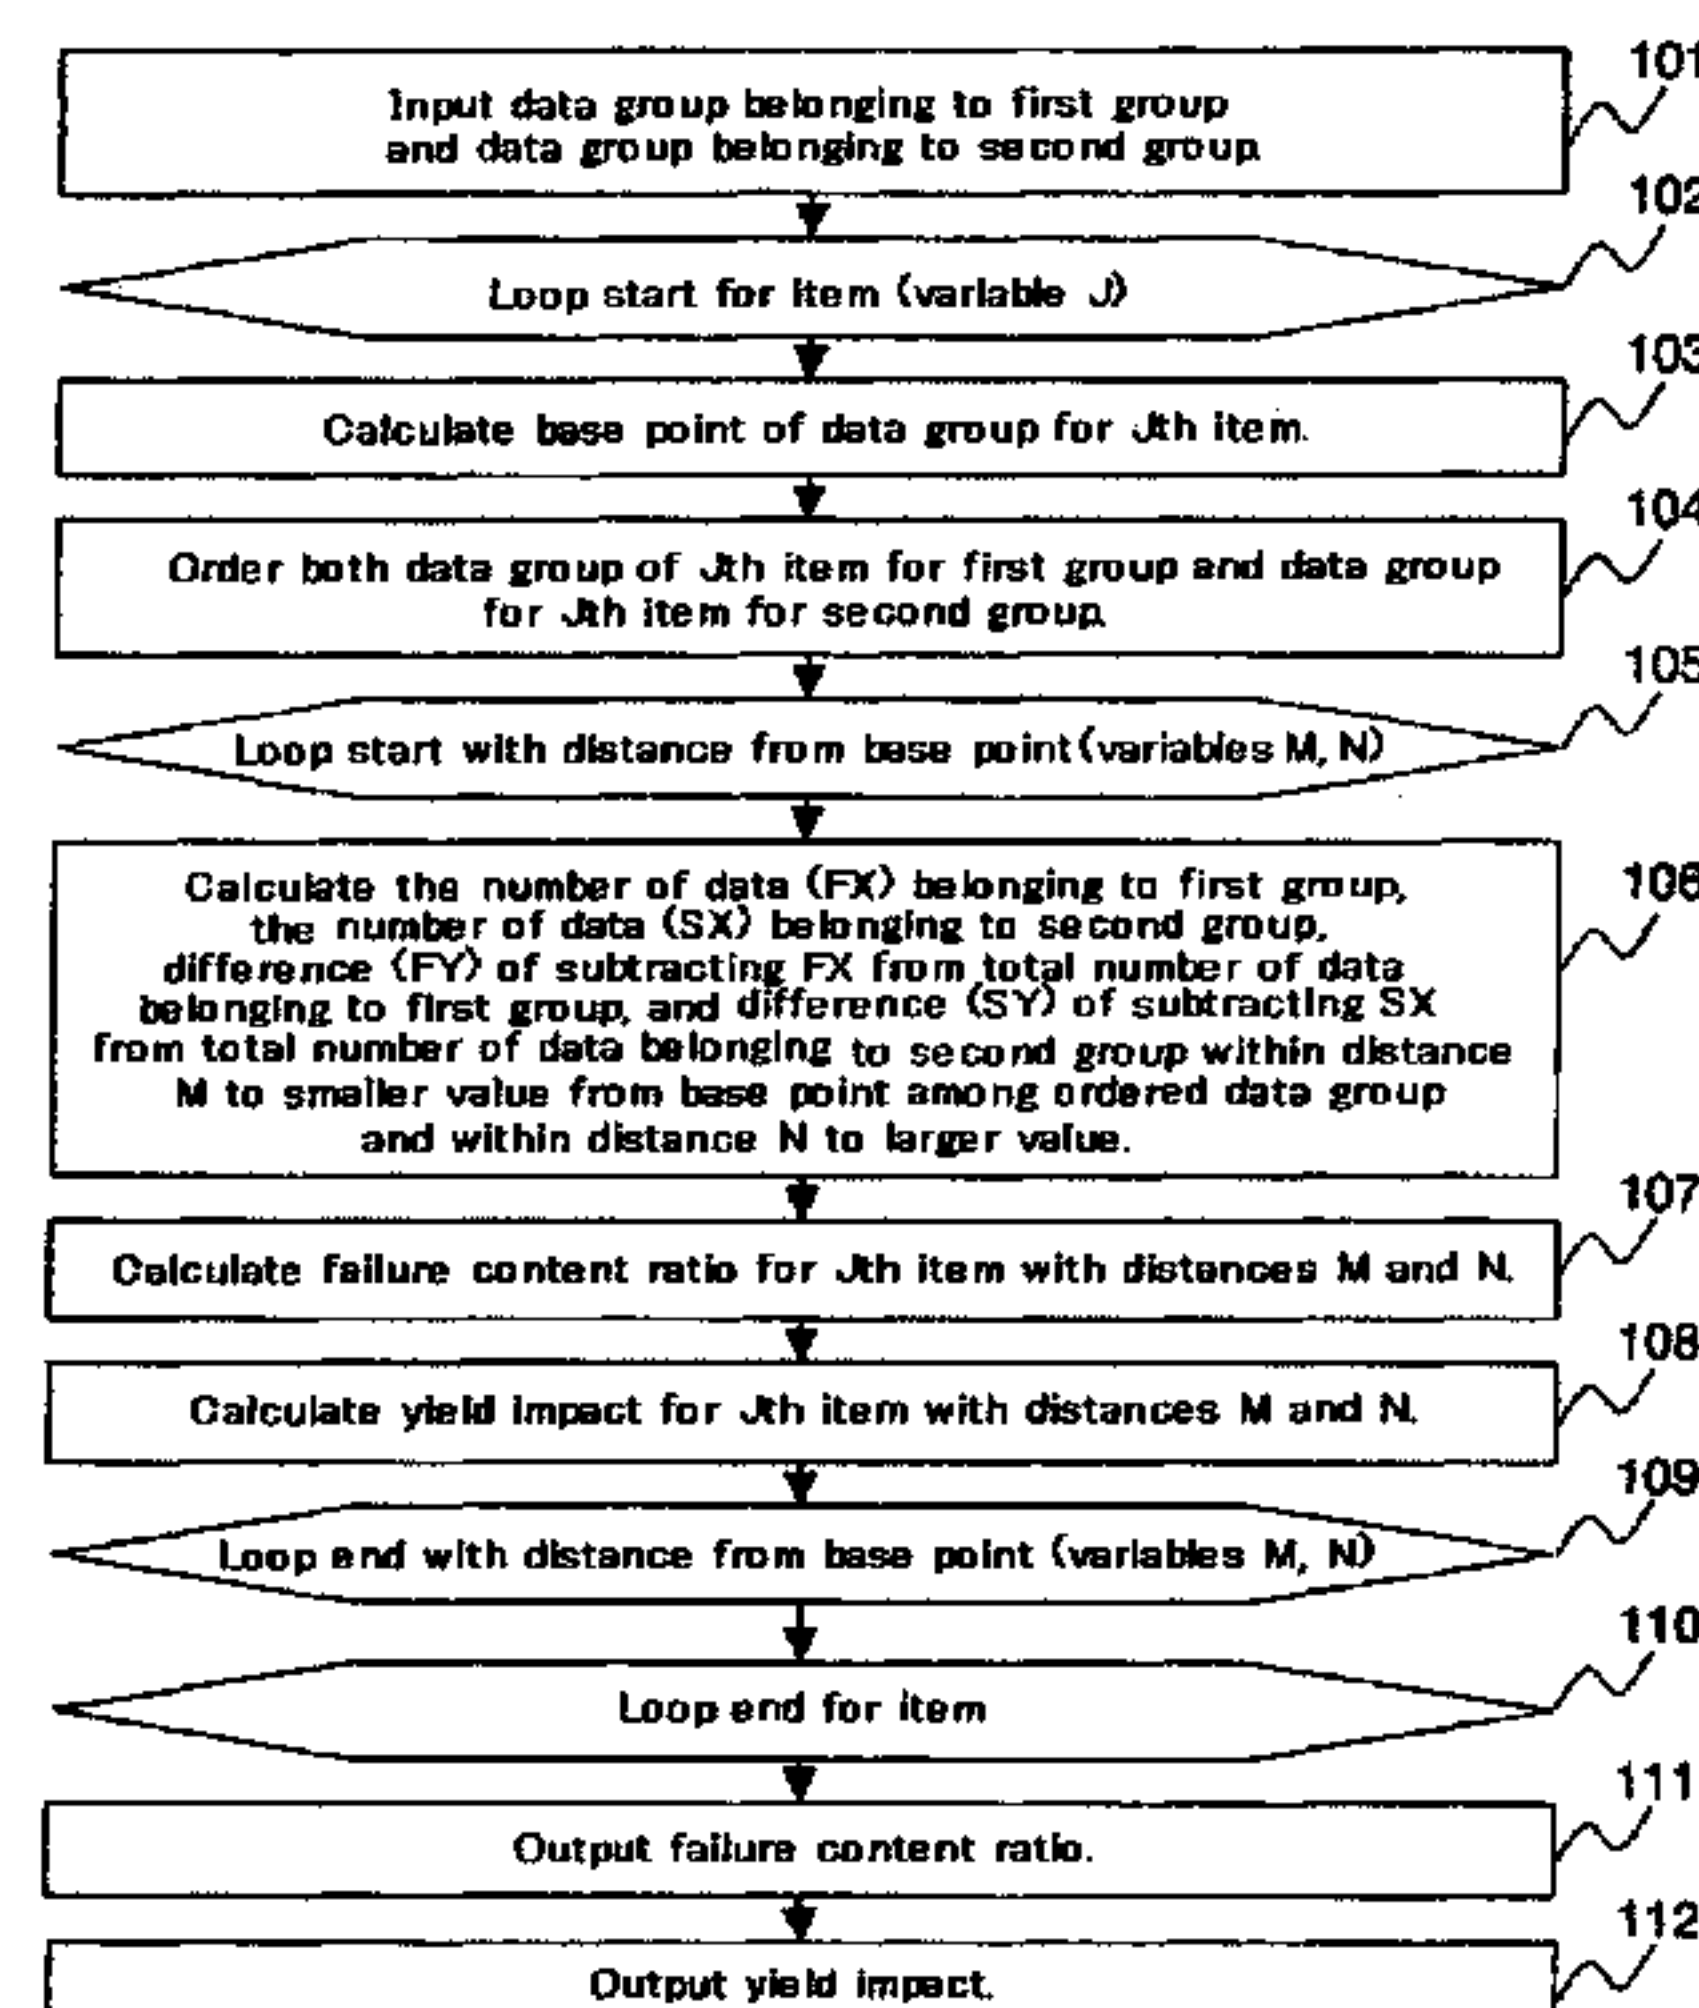 101
Input data group belonging to first group
and data group belonging to second group.
102
Loop start for item (variable J)
103
Calculate base point of data group for Jth item.
104
Order both data group of Jth item for first group and data group
for Jth item for second group.
105
Loop start with distance from base point (variables M, N)
106
Calculate the number of data (FX) belonging to first group,
the number of data (SX) belonging to second group,
difference (FY) of subtracting FX from total number of data
belonging to first group, and difference (SY) of subtracting SX
from total number of data belonging to second group within distance
M to smaller value from base point among ordered data group
and within distance N to larger value.
107
Calculate failure content ratio for Jth item with distances M and N.
108
Calculate yield impact for Jth item with distances M and N.
109
Loop end with distance from base point (variables M, N)
110
Loop end for item
111
Output failure content ratio.
112
Output yield impact.